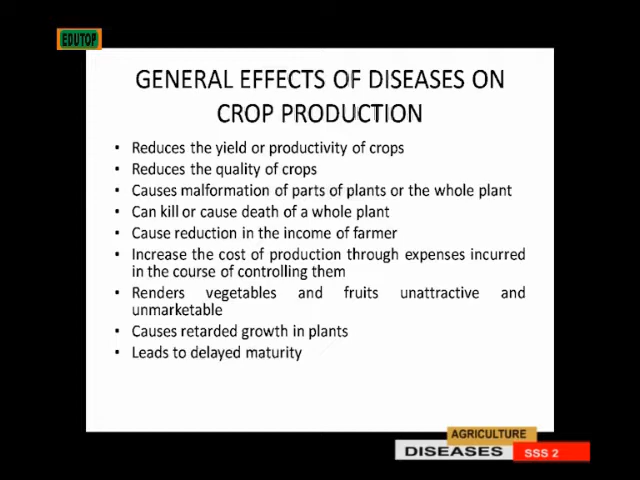 EDUTOP
GENERAL EFFECTS OF DISEASES ON
CROP PRODUCTION
• Reduces the yield or productivity of crops
• Reduces the quality of crops
• Causes malformation of parts of plants or the whole plant
• Can kill or cause death of a whole plant
• Cause reduction in the income of farmer
• Increase the cost of production through expenses incurred
in the course of controlling them
• Renders vegetables and fruits unattractive and
unmarketable
• Causes retarded growth in plants
• Leads to delayed maturity
AGRICULTURE
DISEASES SSS 2